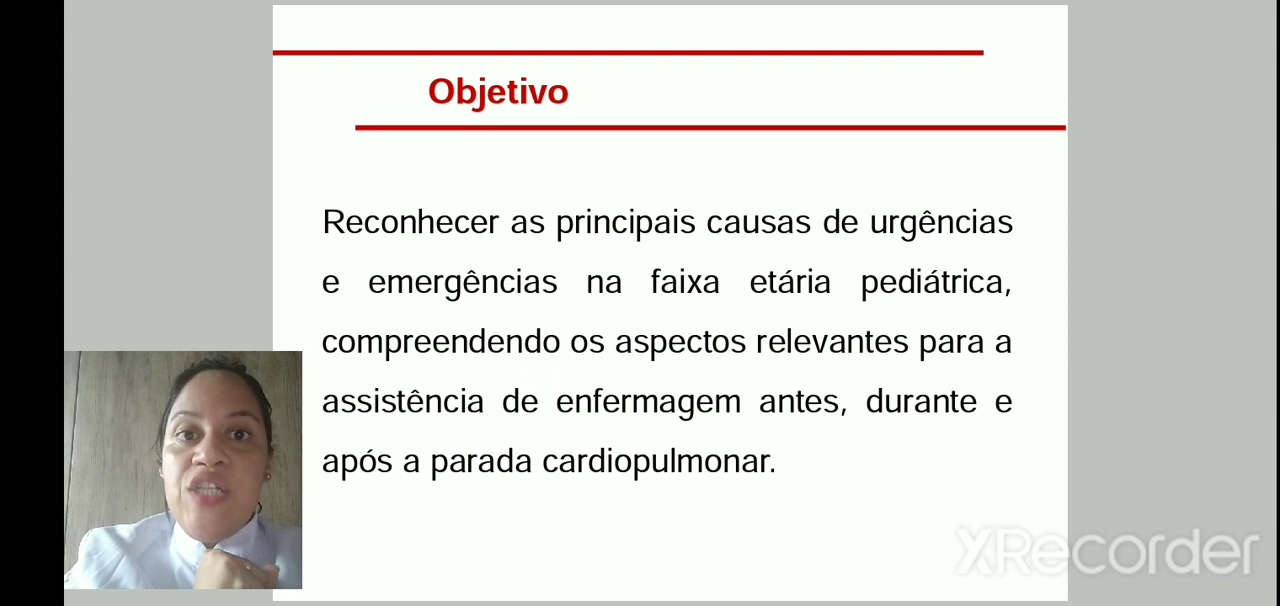 Objetivo
Reconhecer as principais causas de urgências
e emergências na faixa etária pediátrica,
compreendendo os aspectos relevantes para a
assistência de enfermagem antes, durante e
após a parada cardiopulmonar.
XRecorder